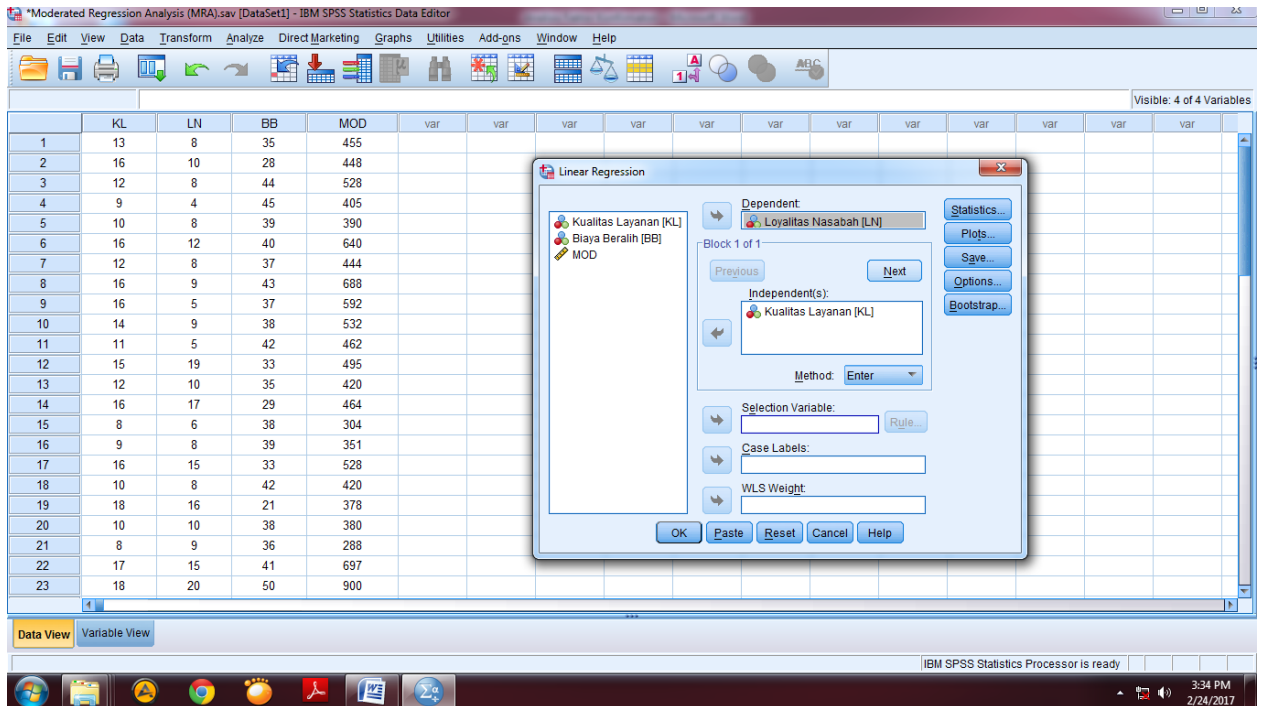 *Moderated Regression Analysis (MRA).sav [DataSet1] - IBM SPSS Statistics Data Editor
File Edit View Data Transform Analyze Direct Marketing Graphs Utilities Add-ons Window Help
Visible: 4 of 4 Variables
KL LN BB MOD var var var var var var var var var var var var
1 13 8 35 455
2 16 10 28 448
3 12 8 44 528
4 9 4 45 405
5 10 8 39 390
6 16 12 40 640
7 12 8 37 444
8 16 9 43 688
9 16 5 37 592
10 14 9 38 532
11 11 5 42 462
12 15 19 33 495
13 12 10 35 420
14 16 17 29 464
15 8 6 38 304
16 9 8 39 351
17 16 15 33 528
18 10 8 42 420
19 18 16 21 378
20 10 10 38 380
21 8 9 36 288
22 17 15 41 697
23 18 20 50 900
Linear Regression
Kualitas Layanan [KL]
Biaya Beralih [BB]
MOD
Dependent:
Loyalitas Nasabah [LN]
Block 1 of 1
Previous Next
Independent(s):
Kualitas Layanan [KL]
Method: Enter
Selection Variable:
Rule...
Case Labels:
WLS Weight:
Statistics...
Plots...
Save...
Options...
Bootstrap...
OK Paste Reset Cancel Help
Data View Variable View
IBM SPSS Statistics Processor is ready
3:34 PM
2/24/2017